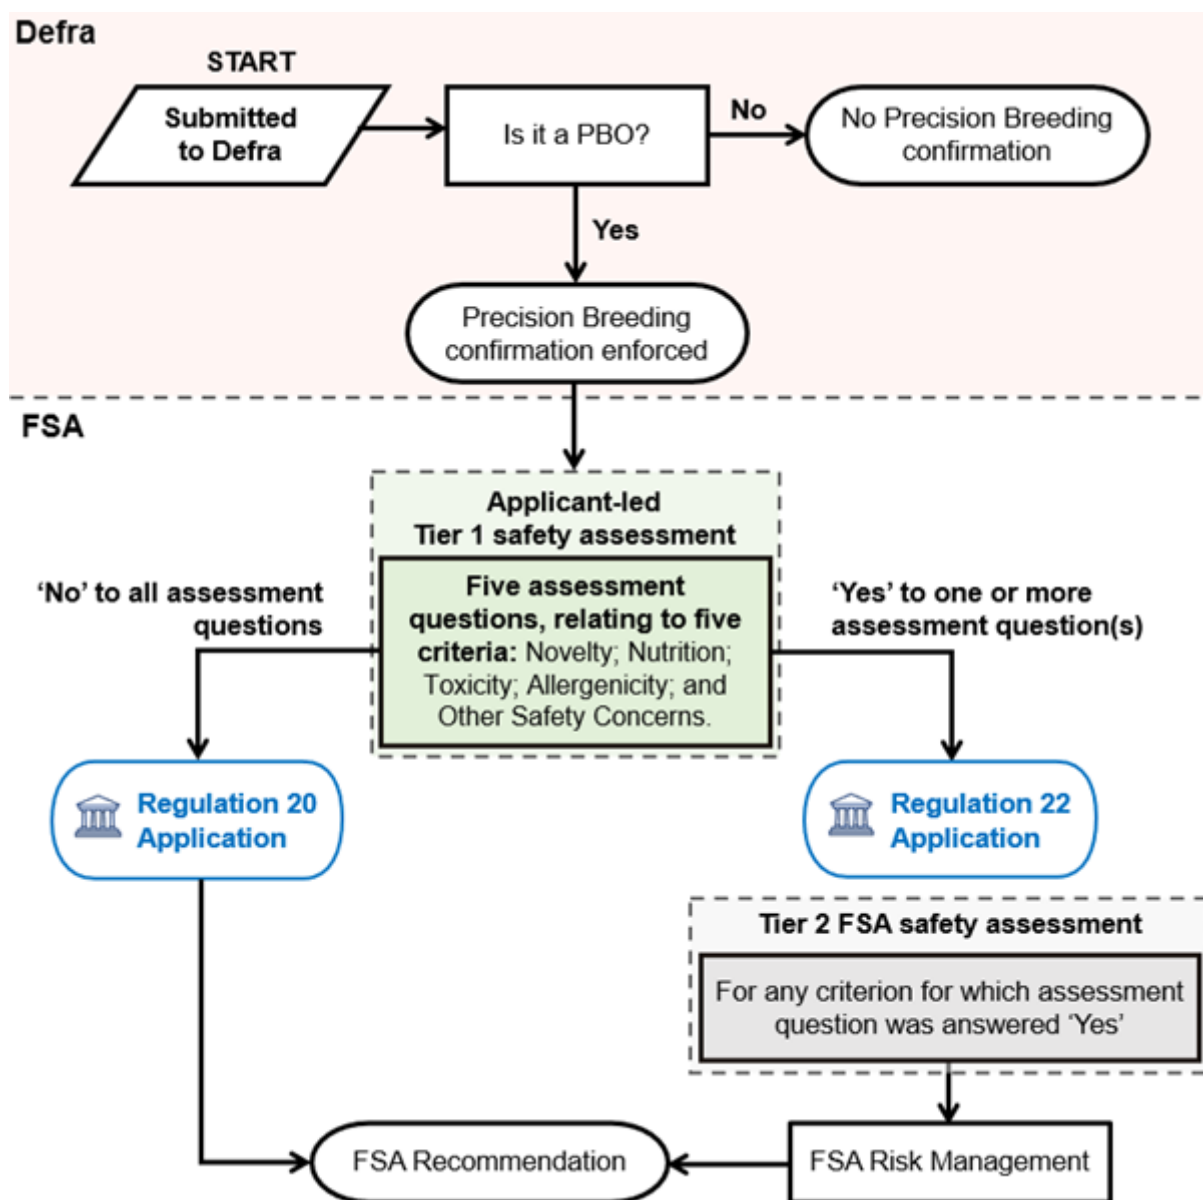 Defra
START
Submitted
to Defra
Is it a PBO?
No
No Precision Breeding
confirmation
Yes
Precision Breeding
confirmation enforced
FSA
Applicant-led
Tier 1 safety assessment
‘No’ to all assessment
questions
Five assessment
questions, relating to five
criteria: Novelty; Nutrition;
Toxicity; Allergenicity; and
Other Safety Concerns.
‘Yes’ to one or more
assessment question(s)
Regulation 20
Application
Regulation 22
Application
Tier 2 FSA safety assessment
For any criterion for which assessment
question was answered ‘Yes’
FSA Recommendation
FSA Risk Management